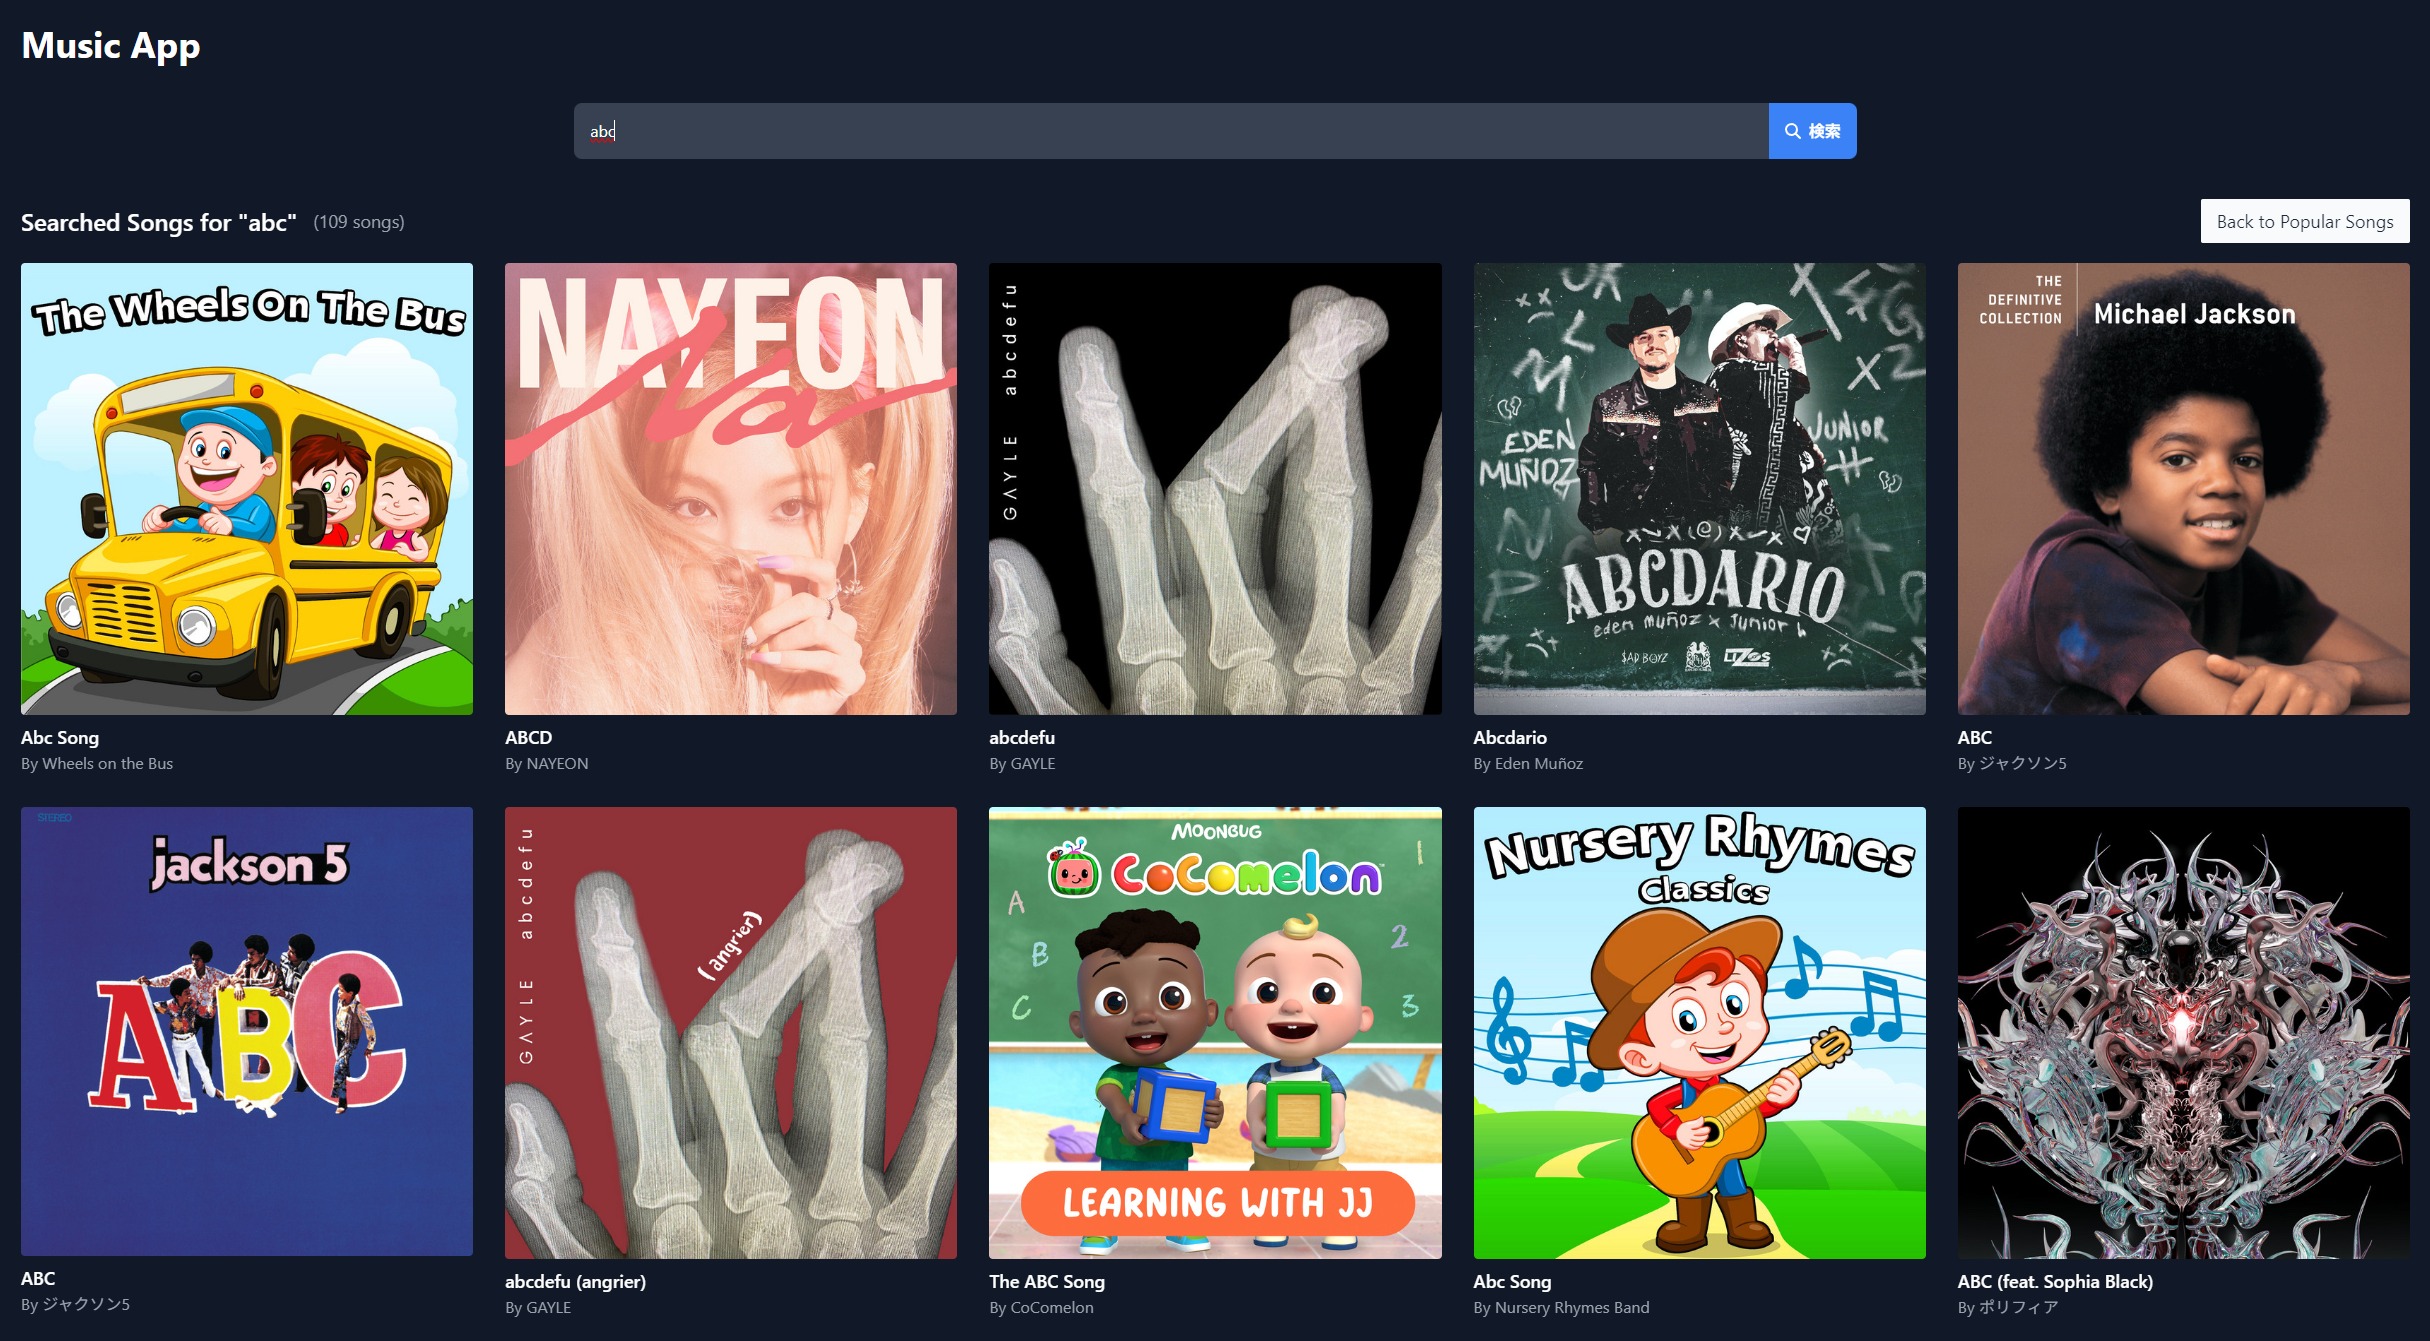 Music App
abc
検索
Searched Songs for "abc" (109 songs)
Back to Popular Songs
The Wheels On The Bus
Abc Song
By Wheels on the Bus
NAYEON
Na
ABCD
By NAYEON
abcdefu
GAYLE
abcdefu
By GAYLE
EDEN
MUÑOZ
JUNIOR
H
ABCDARIO
eden muñoz x junior h
SAD BOYZ
LIZOS
Abcdario
By Eden Muñoz
THE
DEFINITIVE
COLLECTION
Michael Jackson
ABC
By ジャクソン5
STEREO
jackson 5
ABC
ABC
By ジャクソン5
abcdefu
GAYLE
(angrier)
abcdefu (angrier)
By GAYLE
MOONBUG
CoComelon
A
B
C
1
2
3
LEARNING WITH JJ
The ABC Song
By CoComelon
Nursery Rhymes
Classics
Abc Song
By Nursery Rhymes Band
ABC (feat. Sophia Black)
By ポリフィア